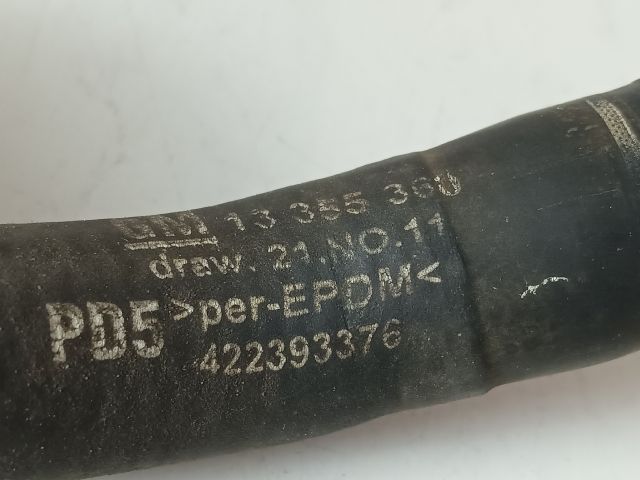 GM 13 355 360
draw. 21.NO.11
PD5 >per-EPDM<
422393376